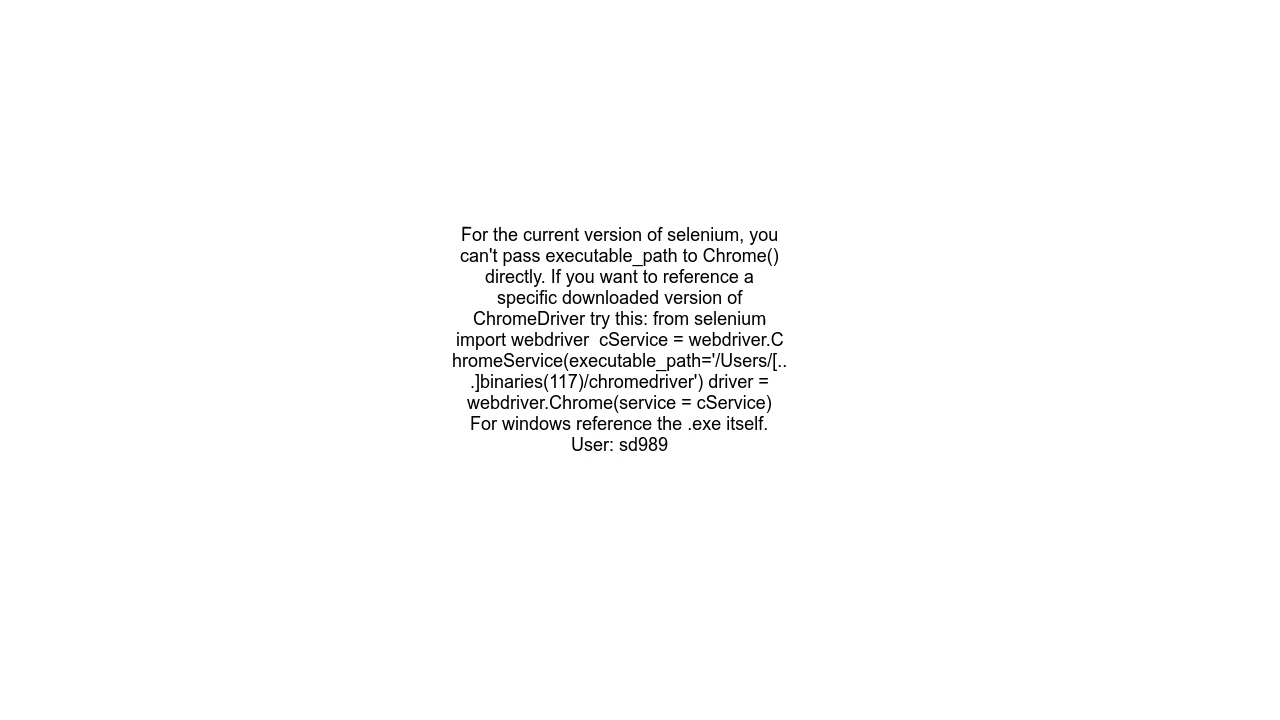 For the current version of selenium, you
can't pass executable_path to Chrome()
directly. If you want to reference a
specific downloaded version of
ChromeDriver try this: from selenium
import webdriver  cService = webdriver.C
hromeService(executable_path='/Users/[..
.]binaries(117)/chromedriver') driver =
webdriver.Chrome(service = cService)
For windows reference the .exe itself.
User: sd989